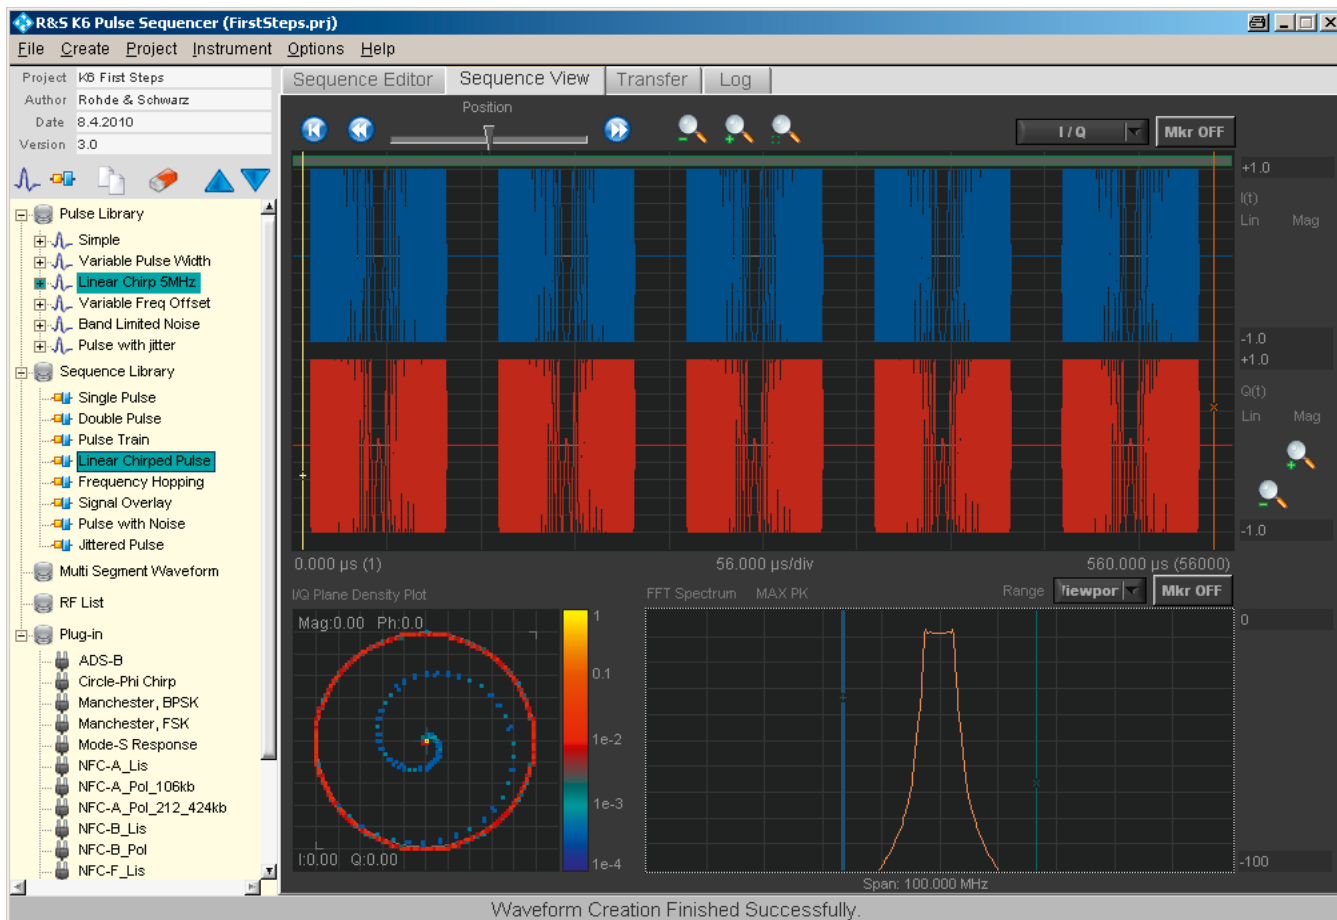 R&S K6 Pulse Sequencer (FirstSteps.prj)
File Create Project Instrument Options Help
Project K6 First Steps
Author Rohde & Schwarz
Date 8.4.2010
Version 3.0
Pulse Library
Simple
Variable Pulse Width
Linear Chirp 5MHz
Variable Freq Offset
Band Limited Noise
Pulse with jitter
Sequence Library
Single Pulse
Double Pulse
Pulse Train
Linear Chirped Pulse
Frequency Hopping
Signal Overlay
Pulse with Noise
Jittered Pulse
Multi Segment Waveform
RF List
Plug-in
ADS-B
Circle-Phi Chirp
Manchester, BPSK
Manchester, FSK
Mode-S Response
NFC-A_Lis
NFC-A_Pol_106kb
NFC-A_Pol_212_424kb
NFC-B_Lis
NFC-B_Pol
NFC-F_Lis
Sequence Editor Sequence View Transfer Log
Position
I / Q Mkr OFF
+1.0
I(t)
Lin Mag
-1.0
+1.0
Q(t)
Lin Mag
-1.0
0.000 µs (1) 56.000 µs/div 560.000 µs (56000)
I/Q Plane Density Plot
Mag:0.00 Ph:0.0
I:0.00 Q:0.00
1
0.1
1e-2
1e-3
1e-4
FFT Spectrum MAX PK Range Viewpor Mkr OFF
0
-100
Span: 100.000 MHz
Waveform Creation Finished Successfully.